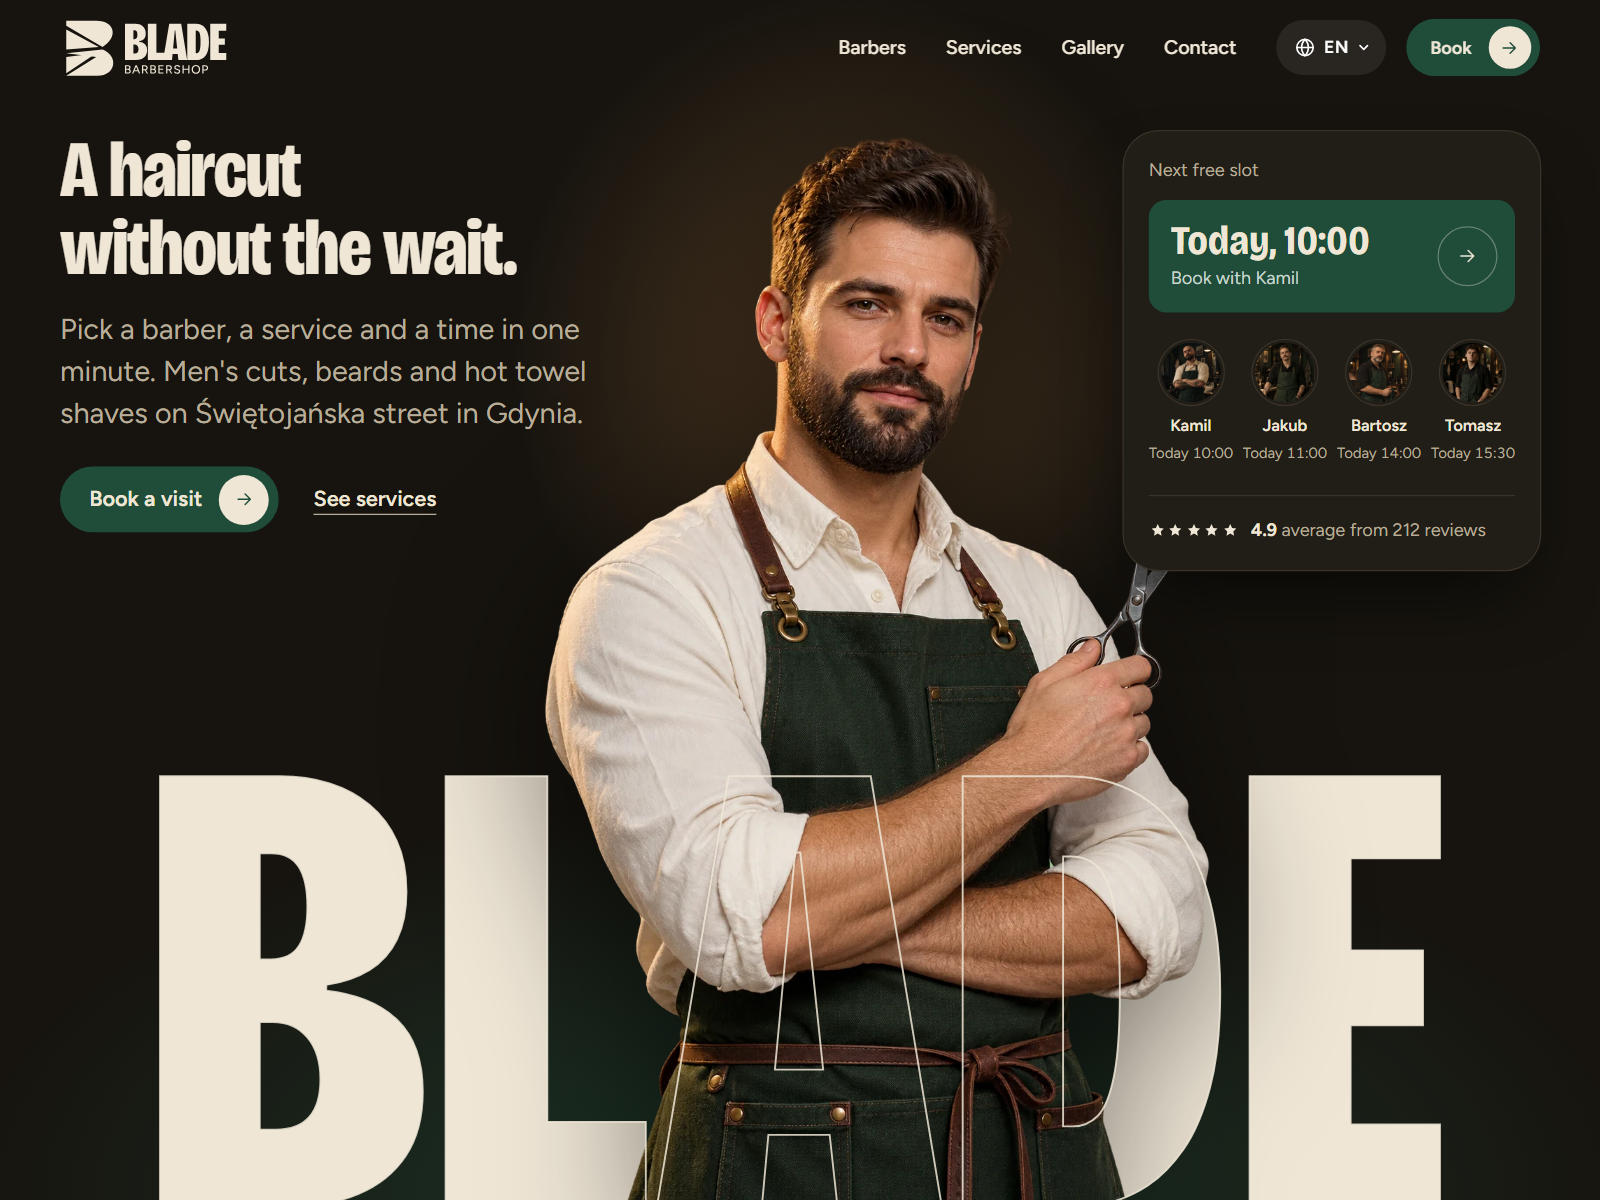 BLADE
BARBERSHOP
Barbers
Services
Gallery
Contact
EN
Book
A haircut
without the wait.
Pick a barber, a service and a time in one
minute. Men's cuts, beards and hot towel
shaves on Świętojańska street in Gdynia.
Book a visit
See services
Next free slot
Today, 10:00
Book with Kamil
Kamil
Jakub
Bartosz
Tomasz
Today 10:00
Today 11:00
Today 14:00
Today 15:30
4.9 average from 212 reviews
BLADE